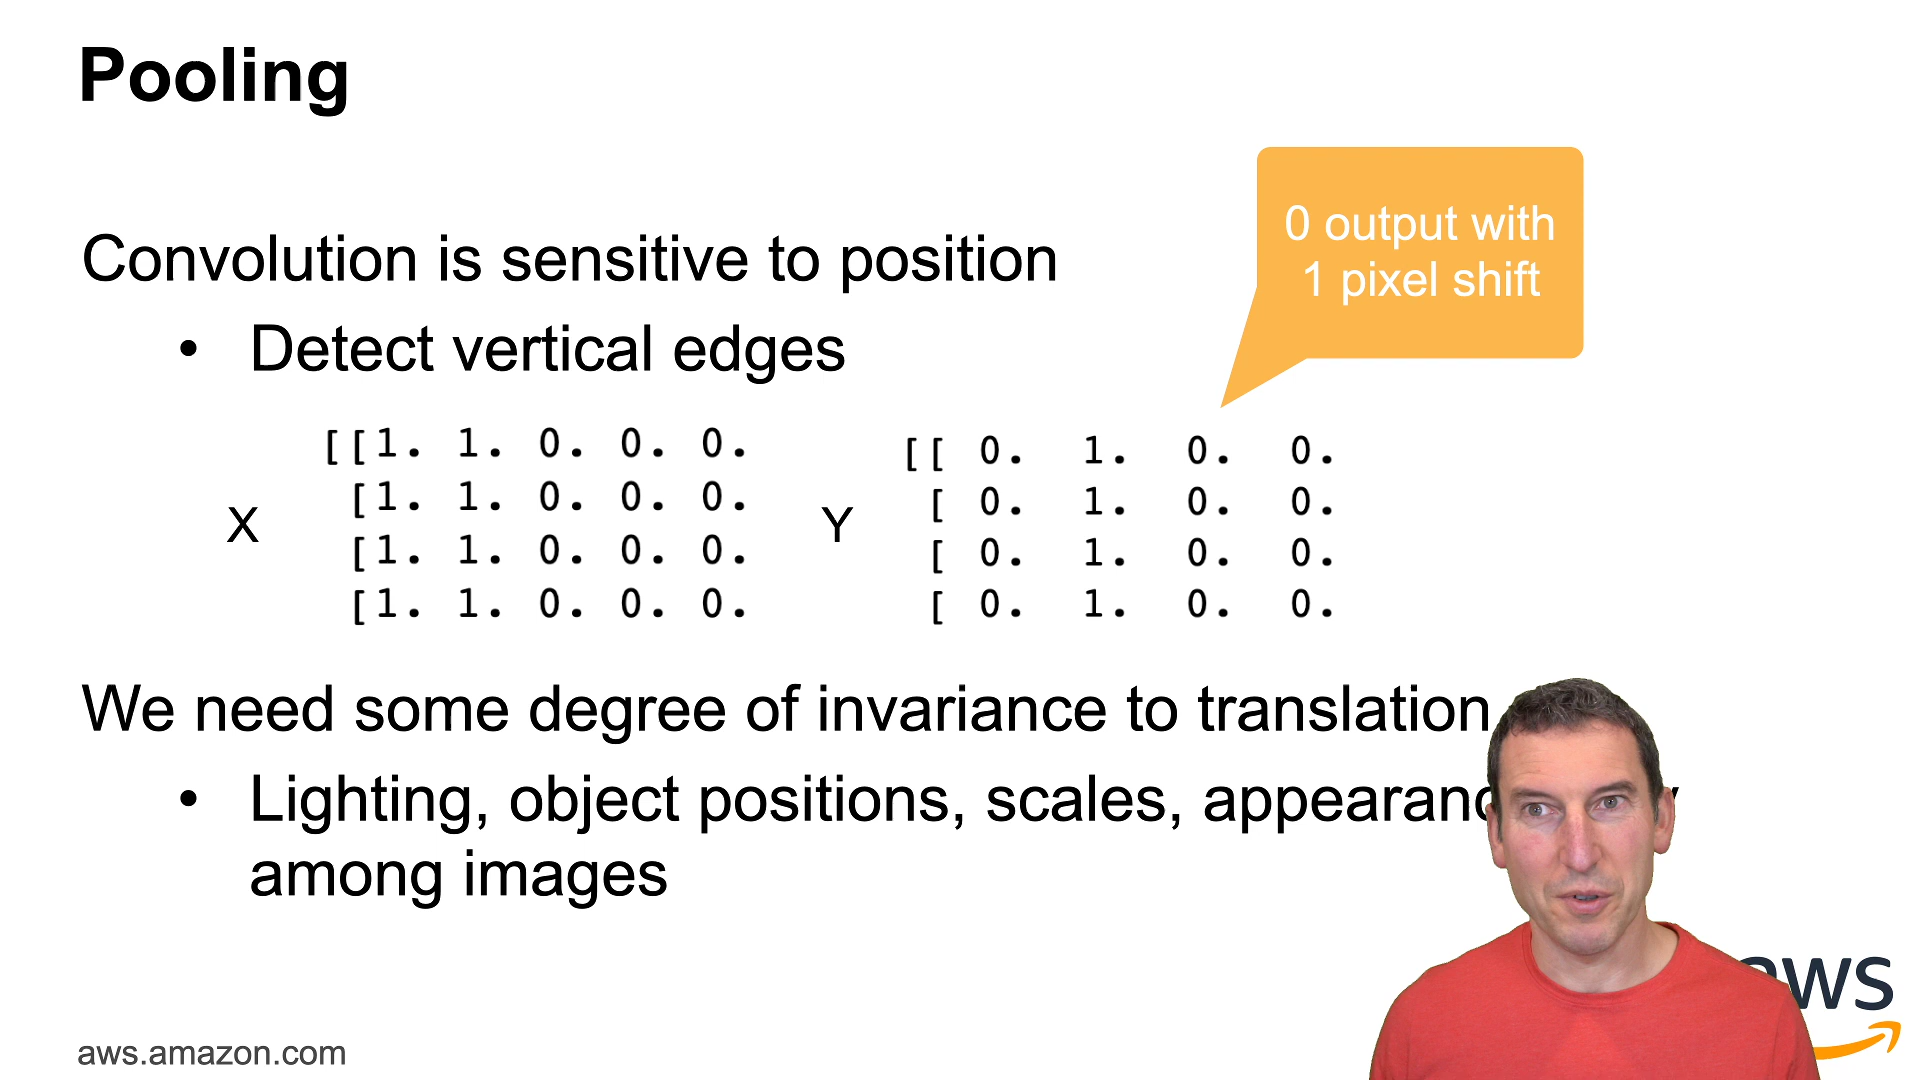 Pooling
0 output with
1 pixel shift
Convolution is sensitive to position
• Detect vertical edges
X
[[1. 1. 0. 0. 0.
[1. 1. 0. 0. 0.
[1. 1. 0. 0. 0.
[1. 1. 0. 0. 0.
Y
[[ 0. 1. 0. 0.
[ 0. 1. 0. 0.
[ 0. 1. 0. 0.
[ 0. 1. 0. 0.
We need some degree of invariance to translation
• Lighting, object positions, scales,
among images
aws
aws.amazon.com